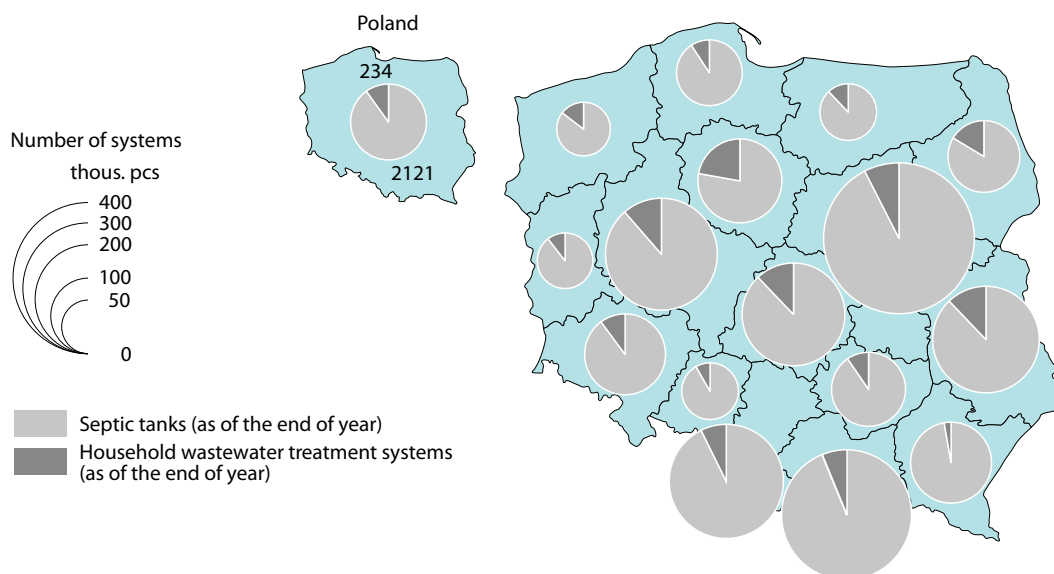 Poland
234
2121
Number of systems
thous. pcs
400
300
200
100
50
0
Septic tanks (as of the end of year)
Household wastewater treatment systems
(as of the end of year)